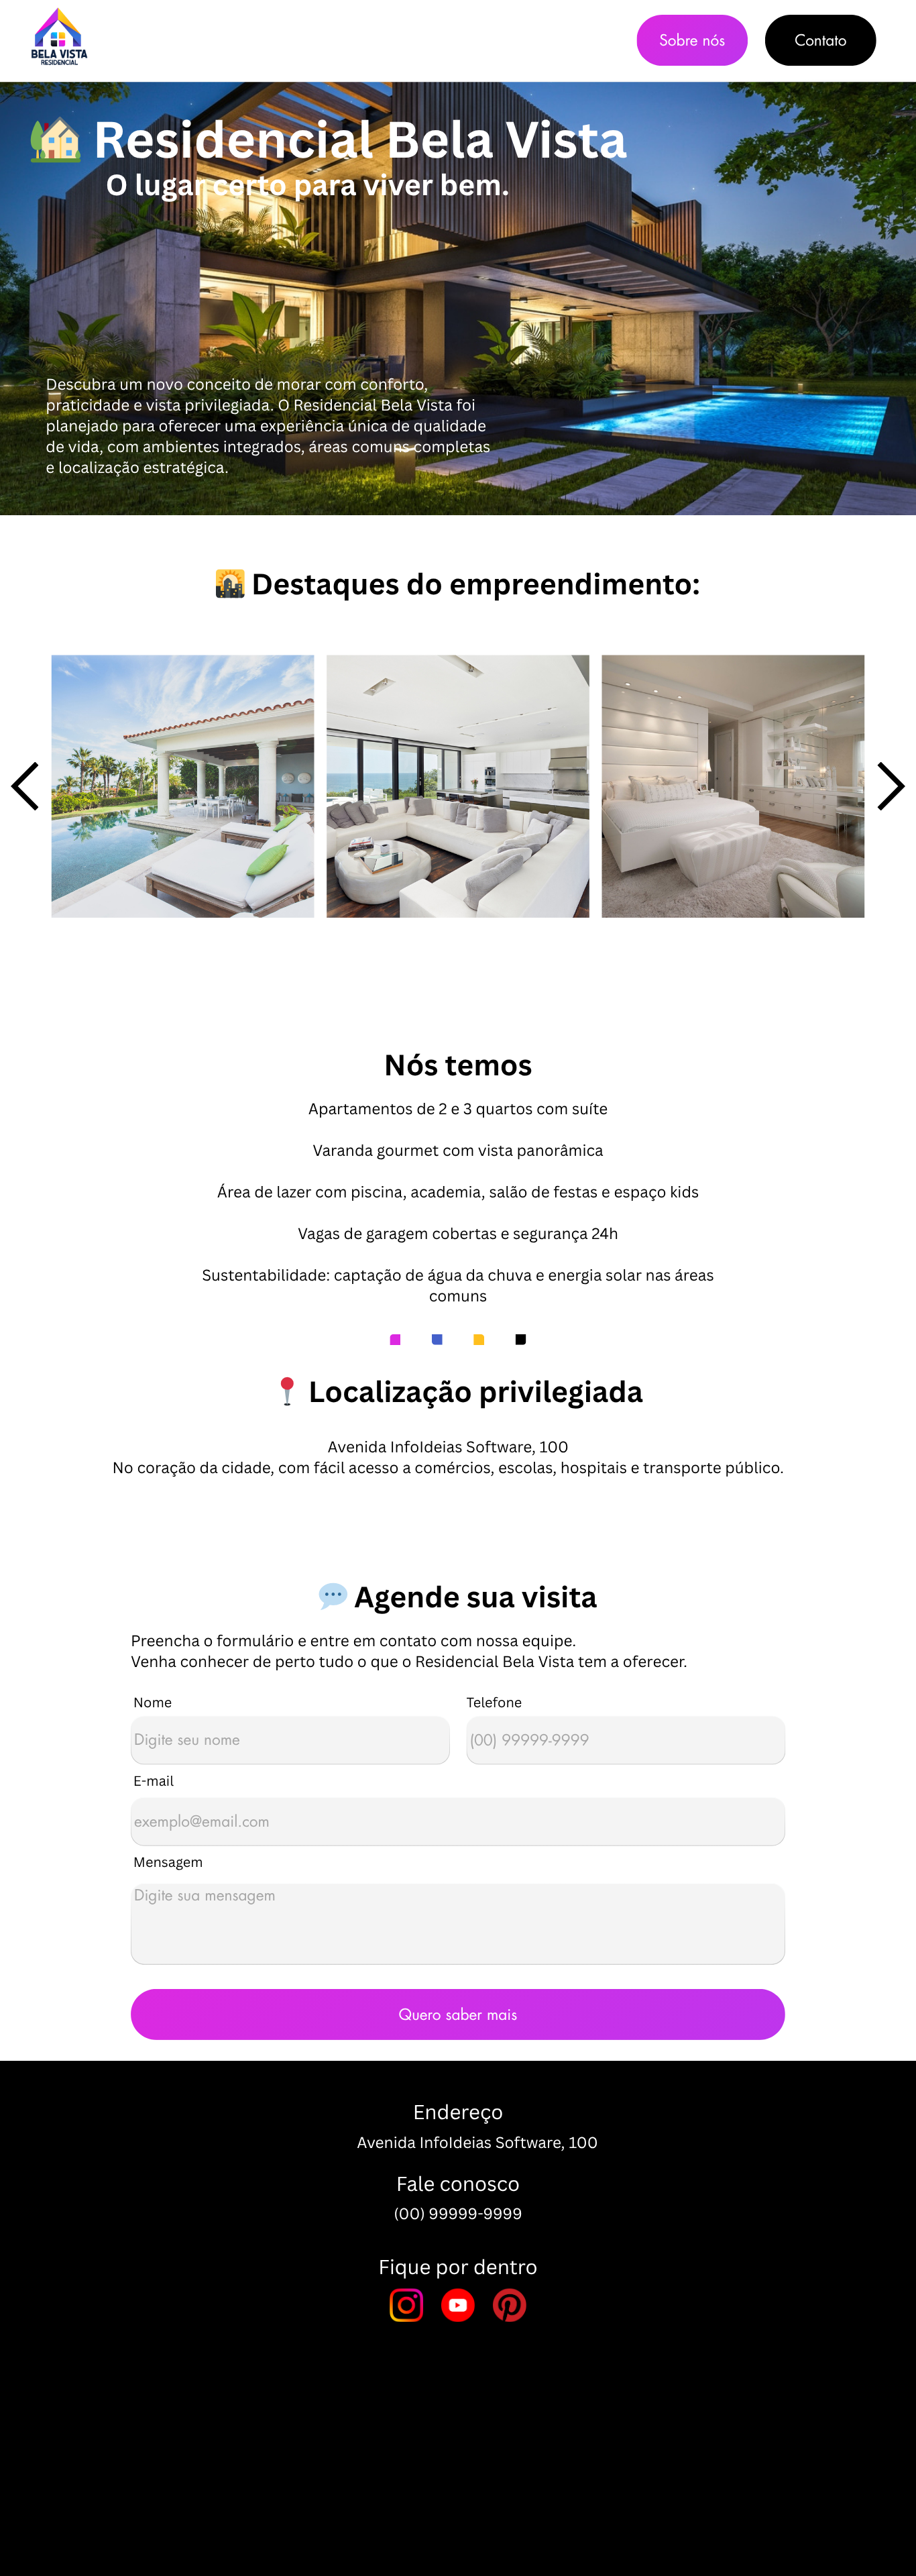 BELA VISTA
RESIDENCIAL
Sobre nós
Contato
Residencial Bela Vista
O lugar certo para viver bem.
Descubra um novo conceito de morar com conforto,
praticidade e vista privilegiada. O Residencial Bela Vista foi
planejado para oferecer uma experiência única de qualidade
de vida, com ambientes integrados, áreas comuns completas
e localização estratégica.
Destaques do empreendimento:
Nós temos
Apartamentos de 2 e 3 quartos com suíte
Varanda gourmet com vista panorâmica
Área de lazer com piscina, academia, salão de festas e espaço kids
Vagas de garagem cobertas e segurança 24h
Sustentabilidade: captação de água da chuva e energia solar nas áreas
comuns
Localização privilegiada
Avenida InfoIdeias Software, 100
No coração da cidade, com fácil acesso a comércios, escolas, hospitais e transporte público.
Agende sua visita
Preencha o formulário e entre em contato com nossa equipe.
Venha conhecer de perto tudo o que o Residencial Bela Vista tem a oferecer.
Nome
Telefone
Digite seu nome
(00) 99999-9999
E-mail
exemplo@email.com
Mensagem
Digite sua mensagem
Quero saber mais
Endereço
Avenida InfoIdeias Software, 100
Fale conosco
(00) 99999-9999
Fique por dentro